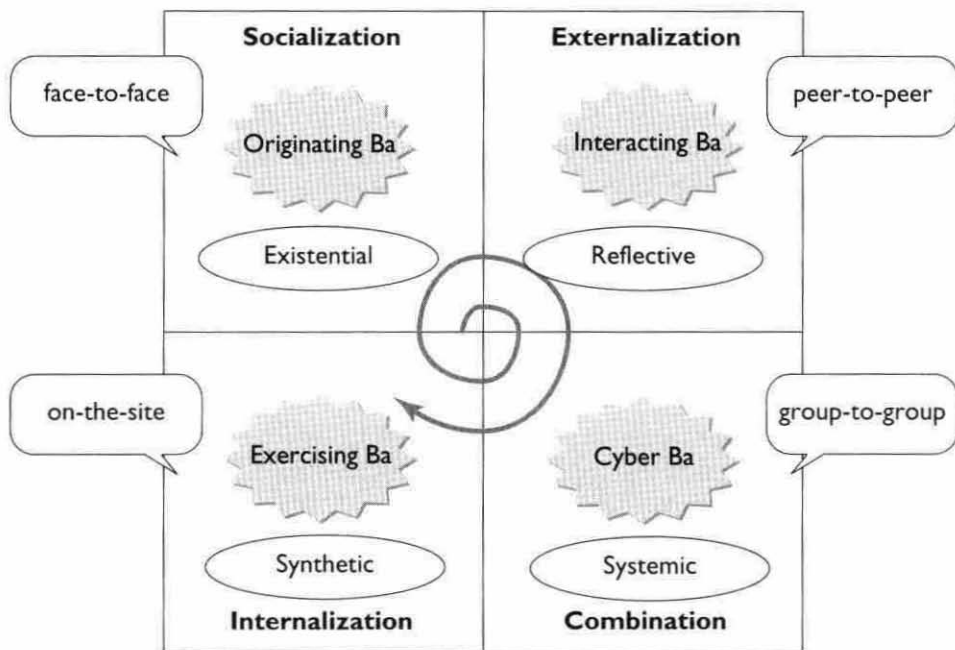 Socialization
Externalization
face-to-face
peer-to-peer
Originating Ba
Interacting Ba
Existential
Reflective
on-the-site
group-to-group
Exercising Ba
Cyber Ba
Synthetic
Systemic
Internalization
Combination